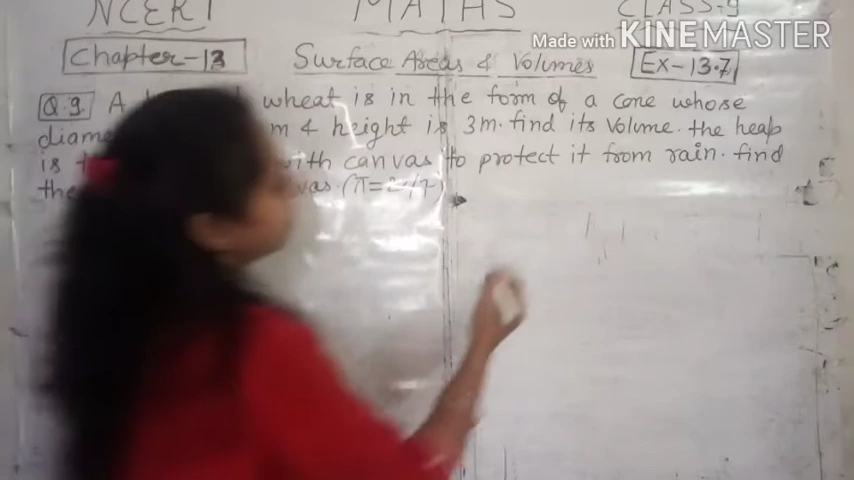 NCERT MATHS CLASS-9
Made with KINEMASTER
Chapter-13 Surface Areas & Volumes Ex-13.7
Q.9. A wheat is in the form of a cone whose
diame m & height is 3m. find its volume. the heap
is with canvas to protect it from rain. find
the vas. (π=22/7)